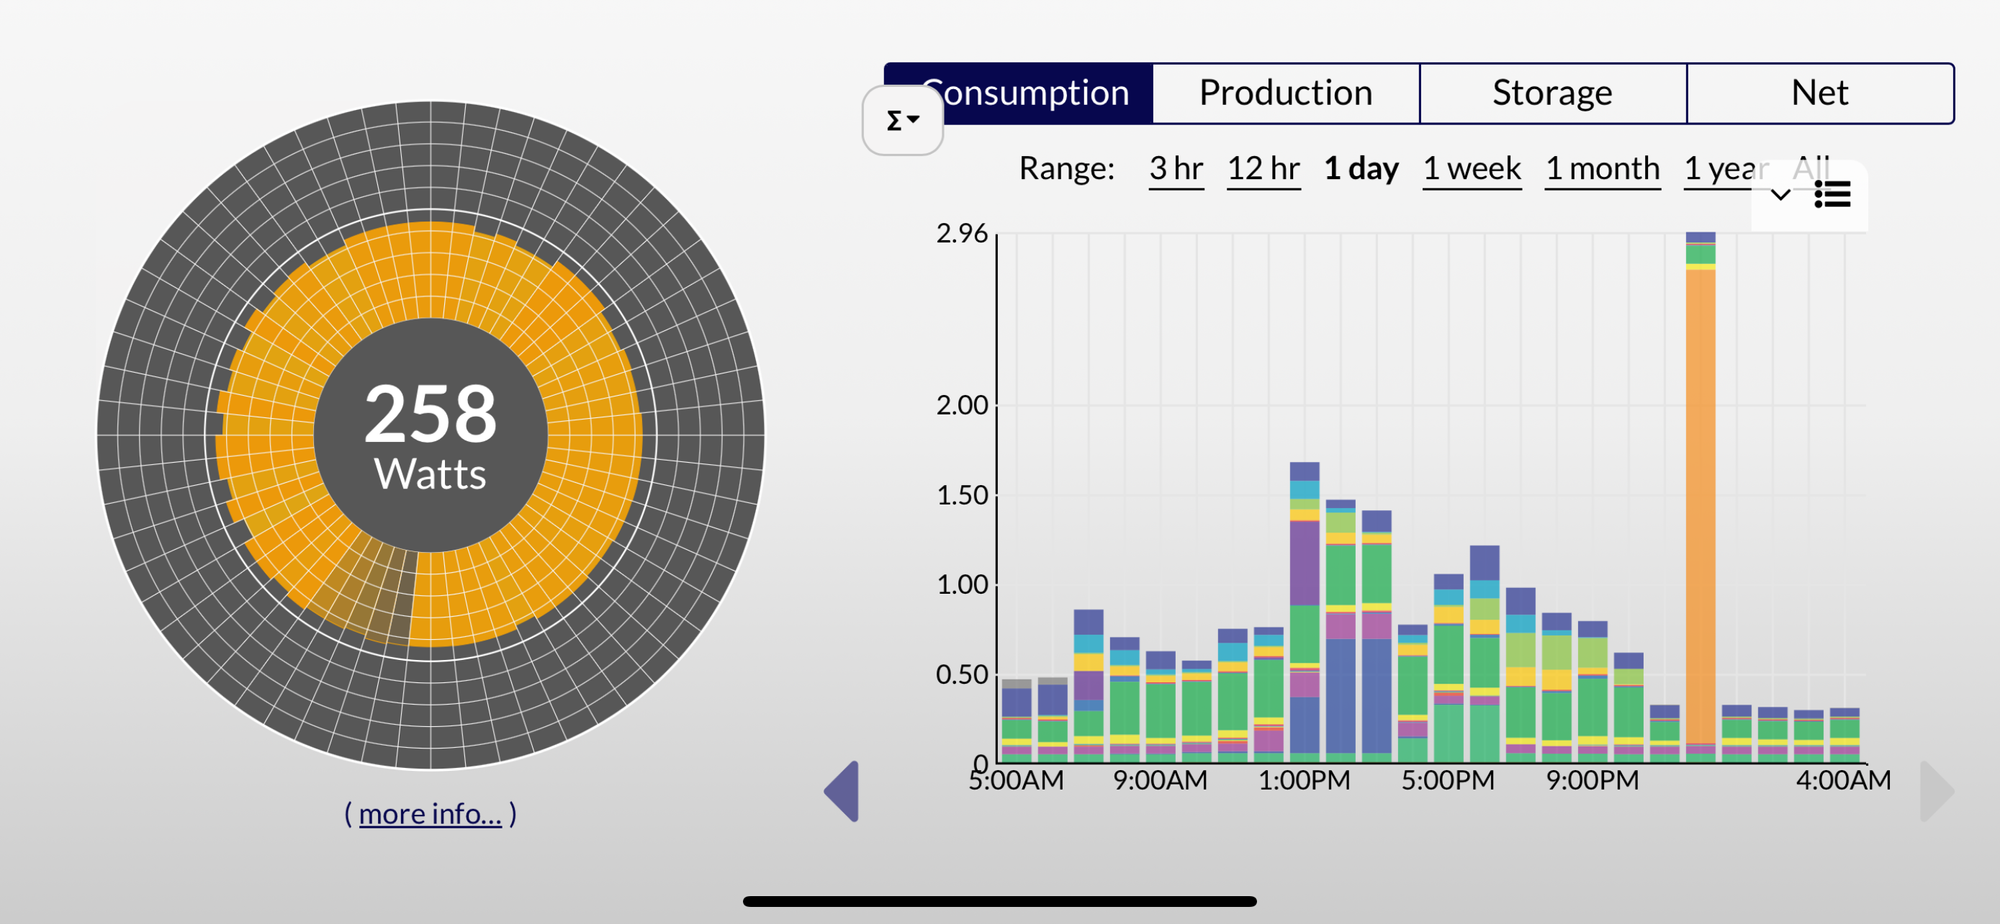 258
Watts
( more info... )
Consumption Production Storage Net
Σ
Range: 3 hr 12 hr 1 day 1 week 1 month 1 year All
2.96
2.00
1.50
1.00
0.50
0
5:00AM 9:00AM 1:00PM 5:00PM 9:00PM 4:00AM